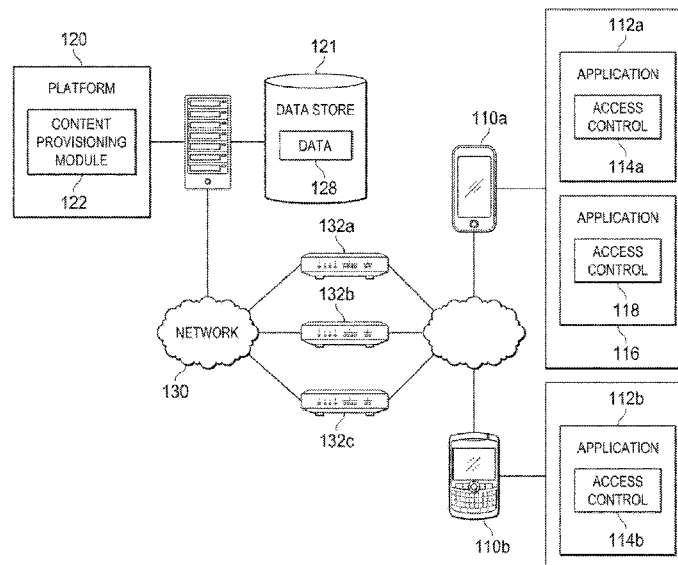 120
PLATFORM
CONTENT
PROVISIONING
MODULE
122
121
DATA STORE
DATA
128
110a
112a
APPLICATION
ACCESS
CONTROL
114a
APPLICATION
ACCESS
CONTROL
118
116
132a
132b
132c
NETWORK
130
110b
112b
APPLICATION
ACCESS
CONTROL
114b